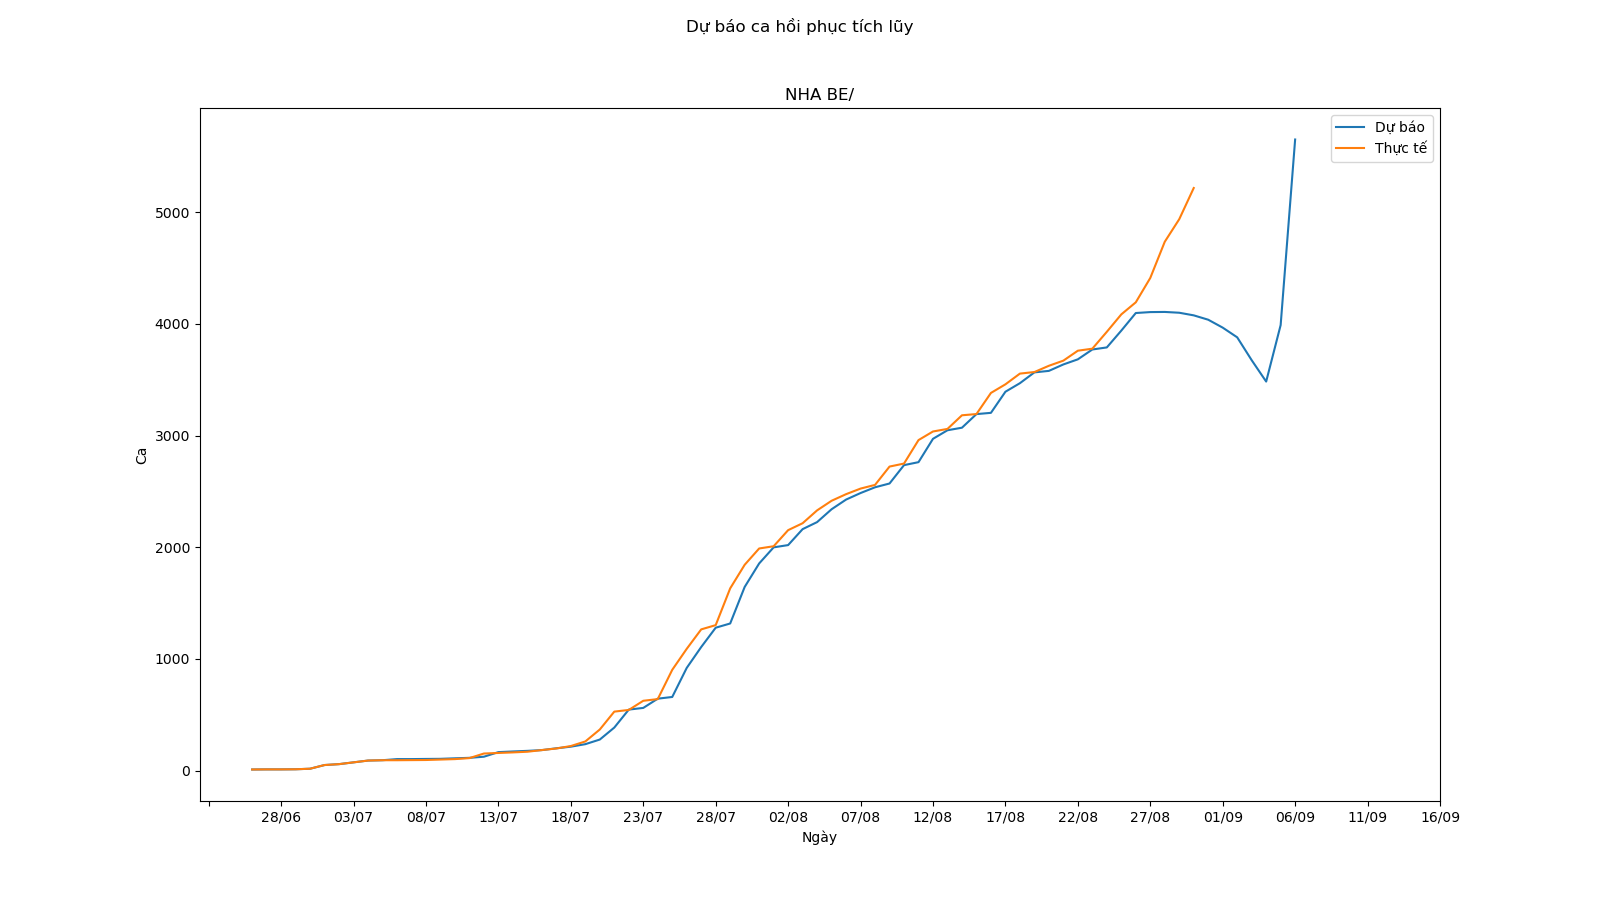 Dự báo ca hồi phục tích lũy
NHA BE/
Dự báo
Thực tế
5000
4000
3000
2000
1000
0
Ca
28/06 03/07 08/07 13/07 18/07 23/07 28/07 02/08 07/08 12/08 17/08 22/08 27/08 01/09 06/09 11/09 16/09
Ngày